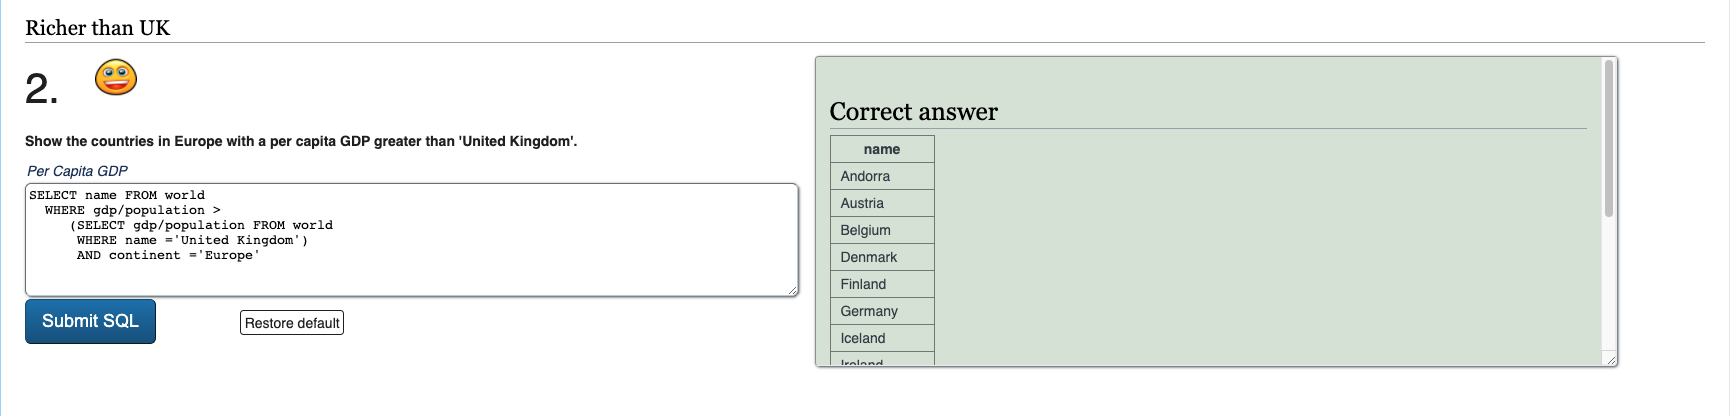 Richer than UK
2.
Show the countries in Europe with a per capita GDP greater than 'United Kingdom'.
Per Capita GDP
SELECT name FROM world
WHERE gdp/population >
(SELECT gdp/population FROM world
WHERE name ='United Kingdom')
AND continent ='Europe'
Submit SQL
Restore default
Correct answer
name
Andorra
Austria
Belgium
Denmark
Finland
Germany
Iceland
Ireland